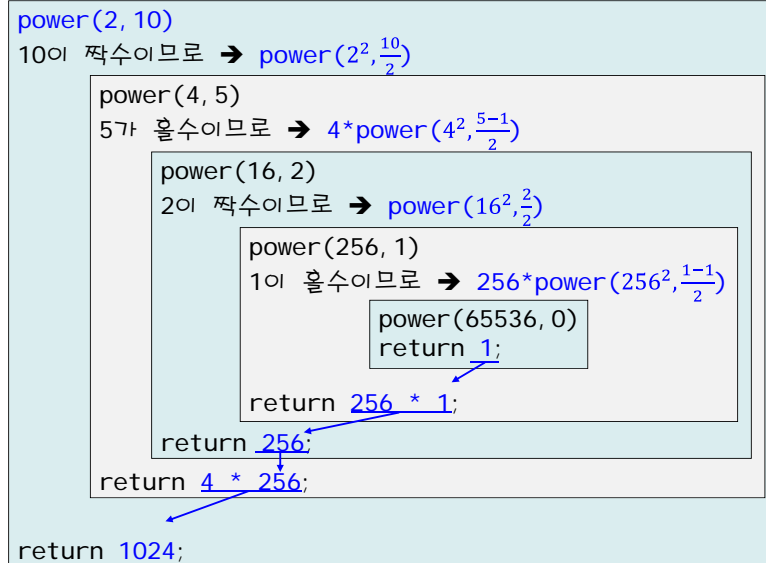 power(2, 10)
10이 짝수이므로 ➔ power(2², 10/2)
power(4, 5)
5가 홀수이므로 ➔ 4*power(4², 5−1/2)
power(16, 2)
2이 짝수이므로 ➔ power(16², 2/2)
power(256, 1)
1이 홀수이므로 ➔ 256*power(256², 1−1/2)
power(65536, 0)
return 1;
return 256 * 1;
return 256;
return 4 * 256;
return 1024;